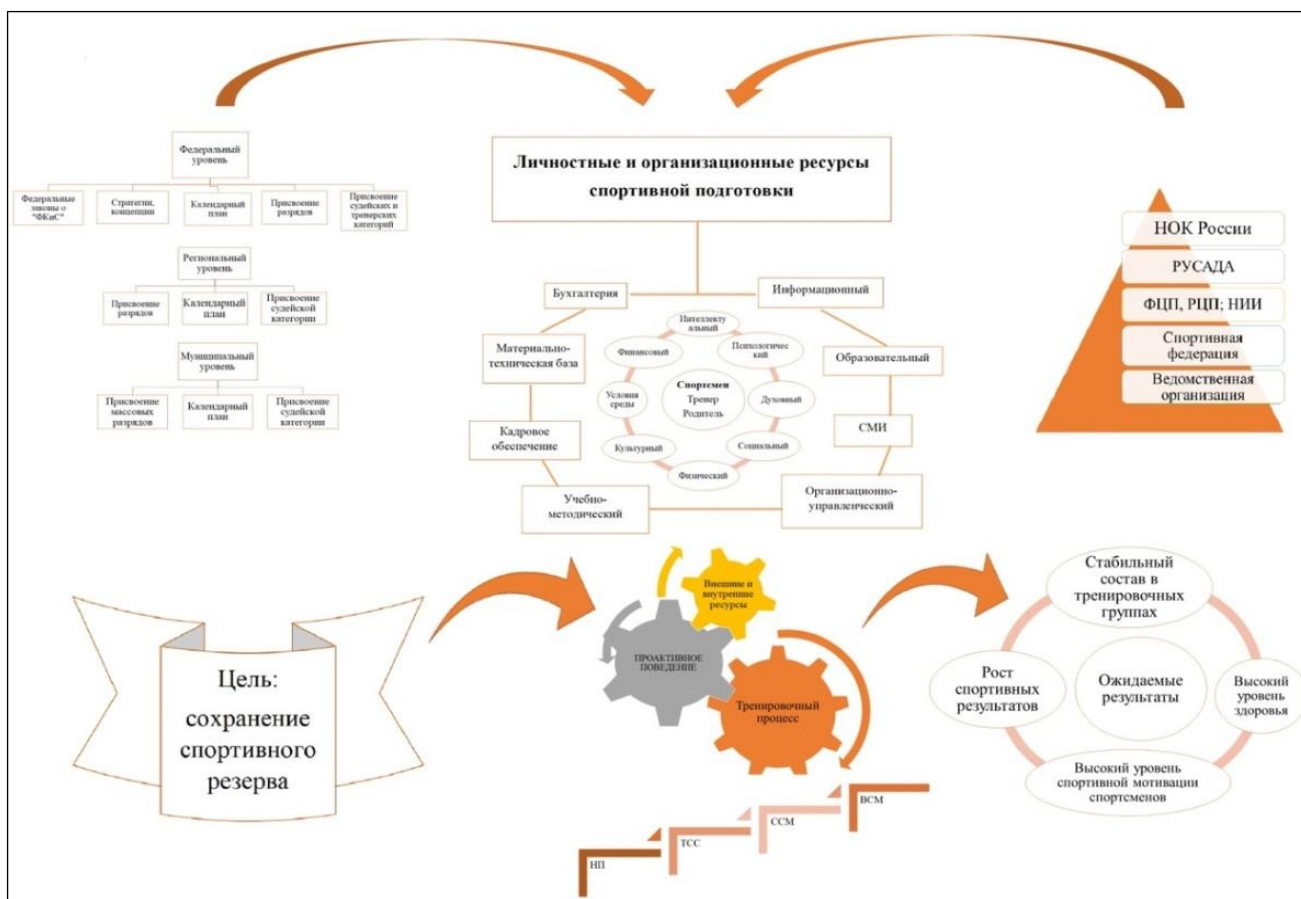 Федеральный
уровень
Федеральные
законы о
"ФКиС"
Стратегии,
концепции
Календарный
план
Присвоение
разрядов
Присвоение
судейских и
тренерских
категорий
Региональный
уровень
Присвоение
разрядов
Календарный
план
Присвоение
судейской
категории
Муниципальный
уровень
Присвоение
массовых
разрядов
Календарный
план
Присвоение
судейской
категории
Личностные и организационные ресурсы
спортивной подготовки
Бухгалтерия
Информационный
Материально-
техническая база
Образовательный
Кадровое
обеспечение
СМИ
Учебно-
методический
Организационно-
управленческий
Интеллекту
альный
Финансовый
Психологичес
кий
Условия
среды
Спортсмен
Тренер
Родитель
Духовный
Культурный
Социальный
Физический
НОК России
РУСАДА
ФЦП, РЦП; НИИ
Спортивная
федерация
Ведомственная
организация
Цель:
сохранение
спортивного
резерва
Внешние и
внутренние
ресурсы
ПРОАКТИВНОЕ
ПОВЕДЕНИЕ
Тренировочный
процесс
НП
ТСС
ССМ
ВСМ
Стабильный
состав в
тренировочных
группах
Рост
спортивных
результатов
Ожидаемые
результаты
Высокий
уровень
здоровья
Высокий уровень
спортивной мотивации
спортсменов